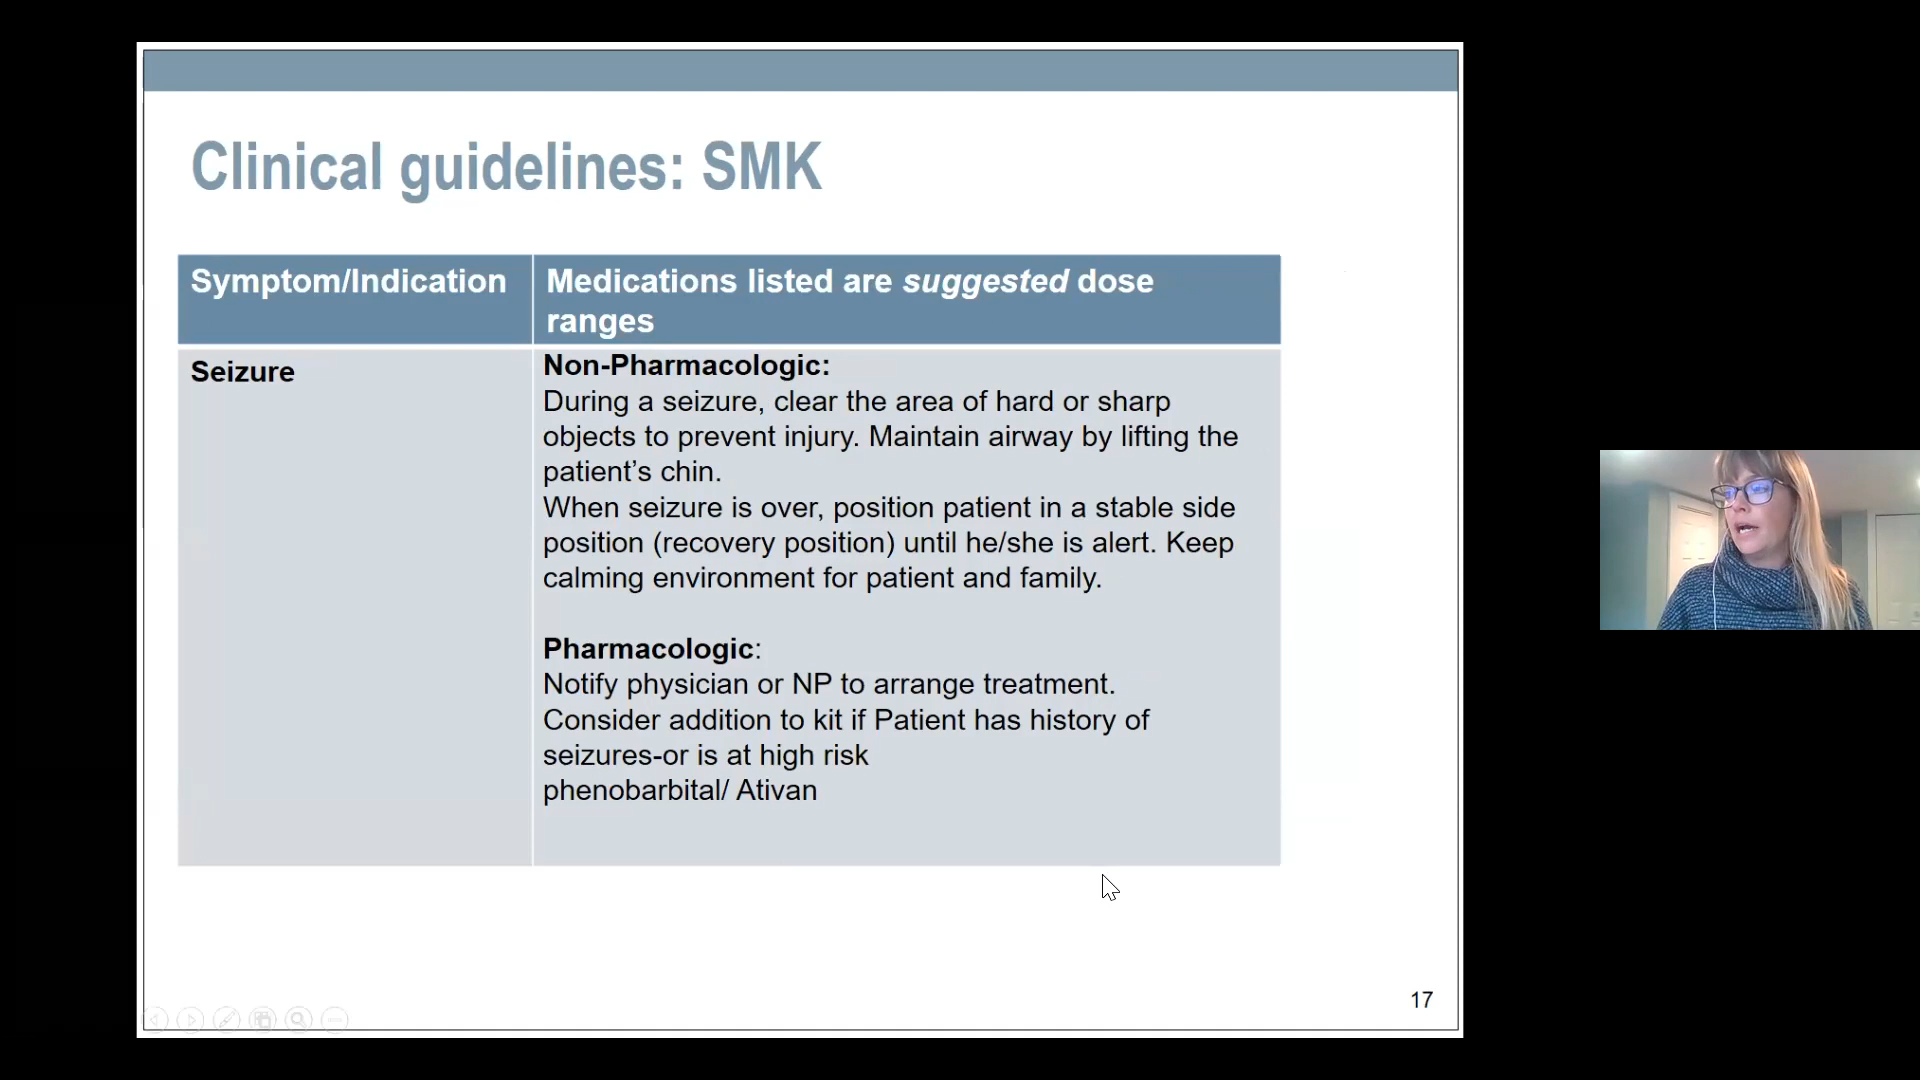 Clinical guidelines: SMK
Symptom/Indication
Medications listed are suggested dose
ranges
Seizure
Non-Pharmacologic:
During a seizure, clear the area of hard or sharp
objects to prevent injury. Maintain airway by lifting the
patient’s chin.
When seizure is over, position patient in a stable side
position (recovery position) until he/she is alert. Keep
calming environment for patient and family.
Pharmacologic:
Notify physician or NP to arrange treatment.
Consider addition to kit if Patient has history of
seizures-or is at high risk
phenobarbital/ Ativan
17